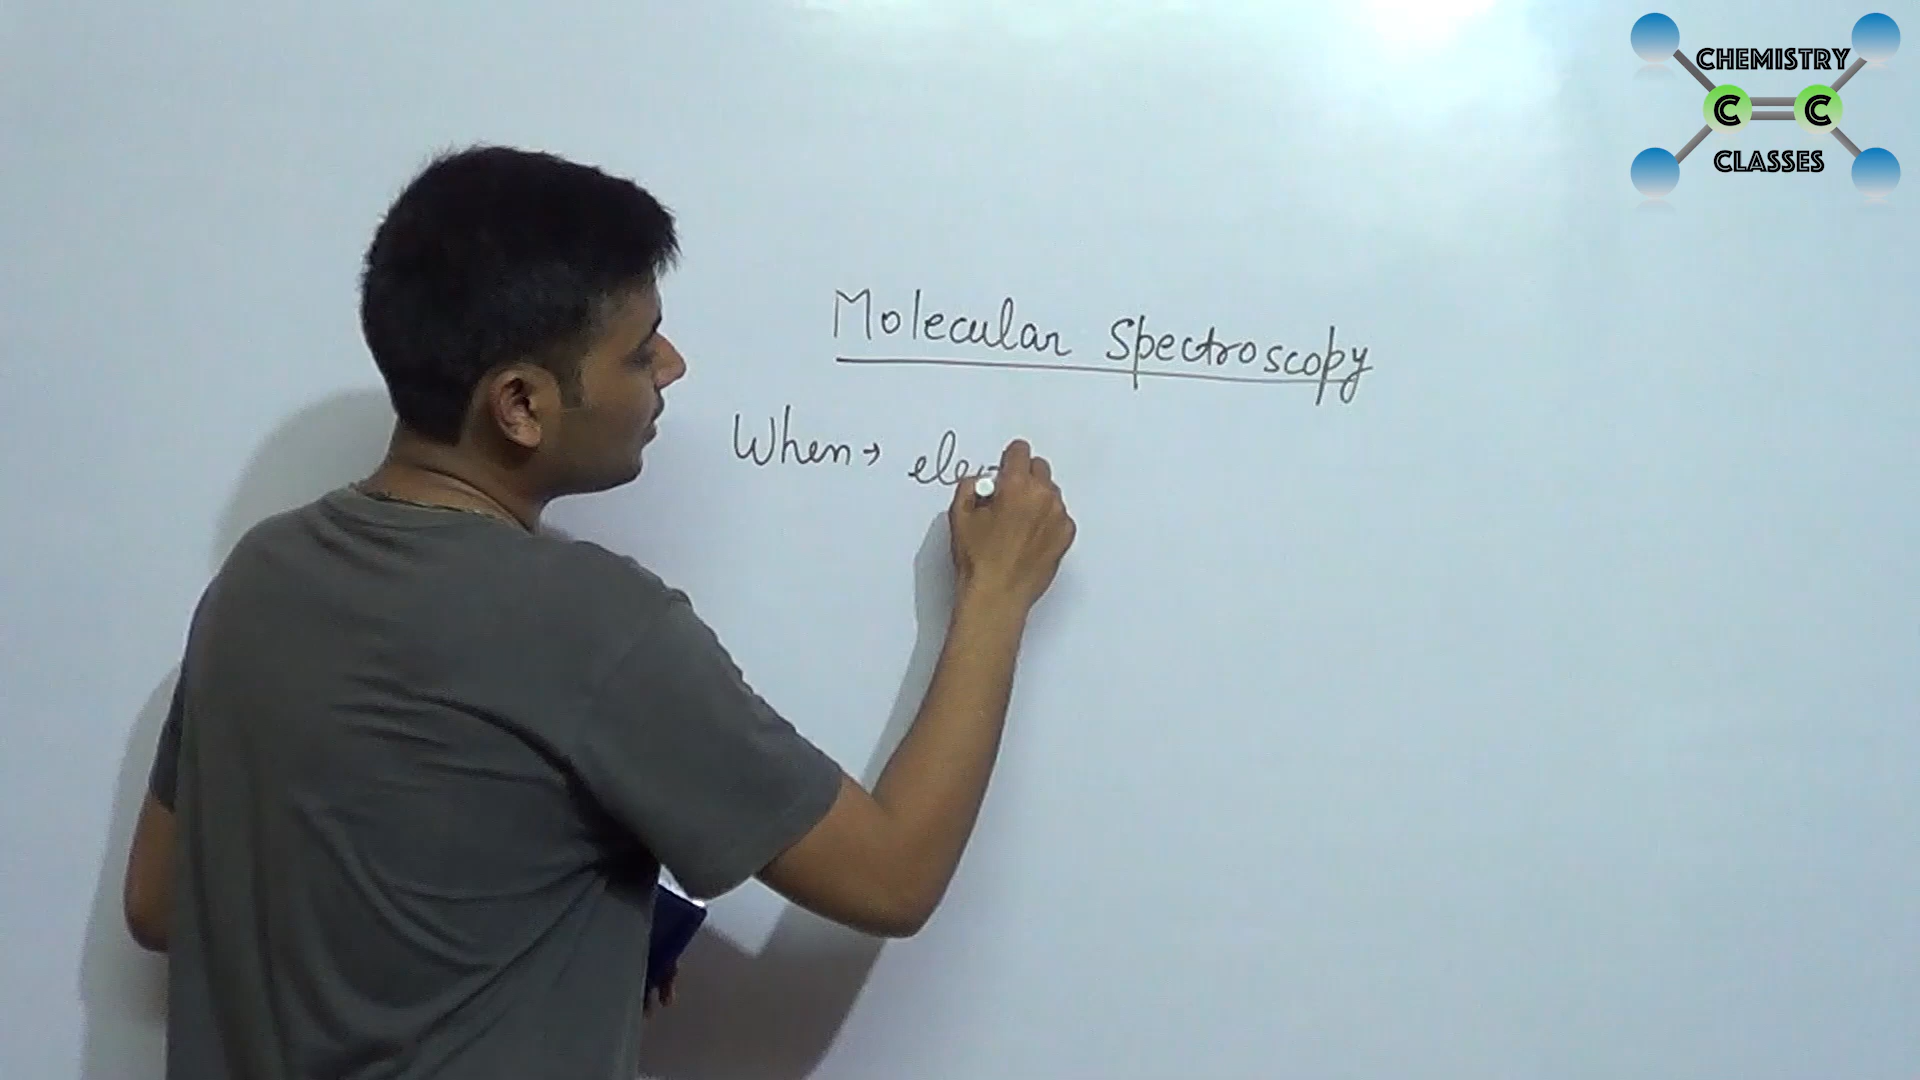 CHEMISTRY
C C
CLASSES
Molecular Spectroscopy
When→